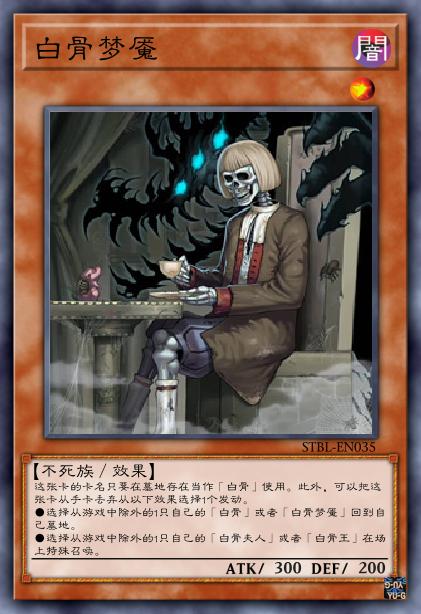 白骨梦魇
闇
STBL-EN035
【不死族／效果】
这张卡的卡名只要在墓地存在当作「白骨」使用。此外，可以把这
张卡从手卡丢弃从以下效果选择1个发动。
●选择从游戏中除外的1只自己的「白骨」或者「白骨梦魇」回到自
己墓地。
●选择从游戏中除外的1只自己的「白骨夫人」或者「白骨王」在场
上特殊召唤。
ATK/ 300 DEF/ 200